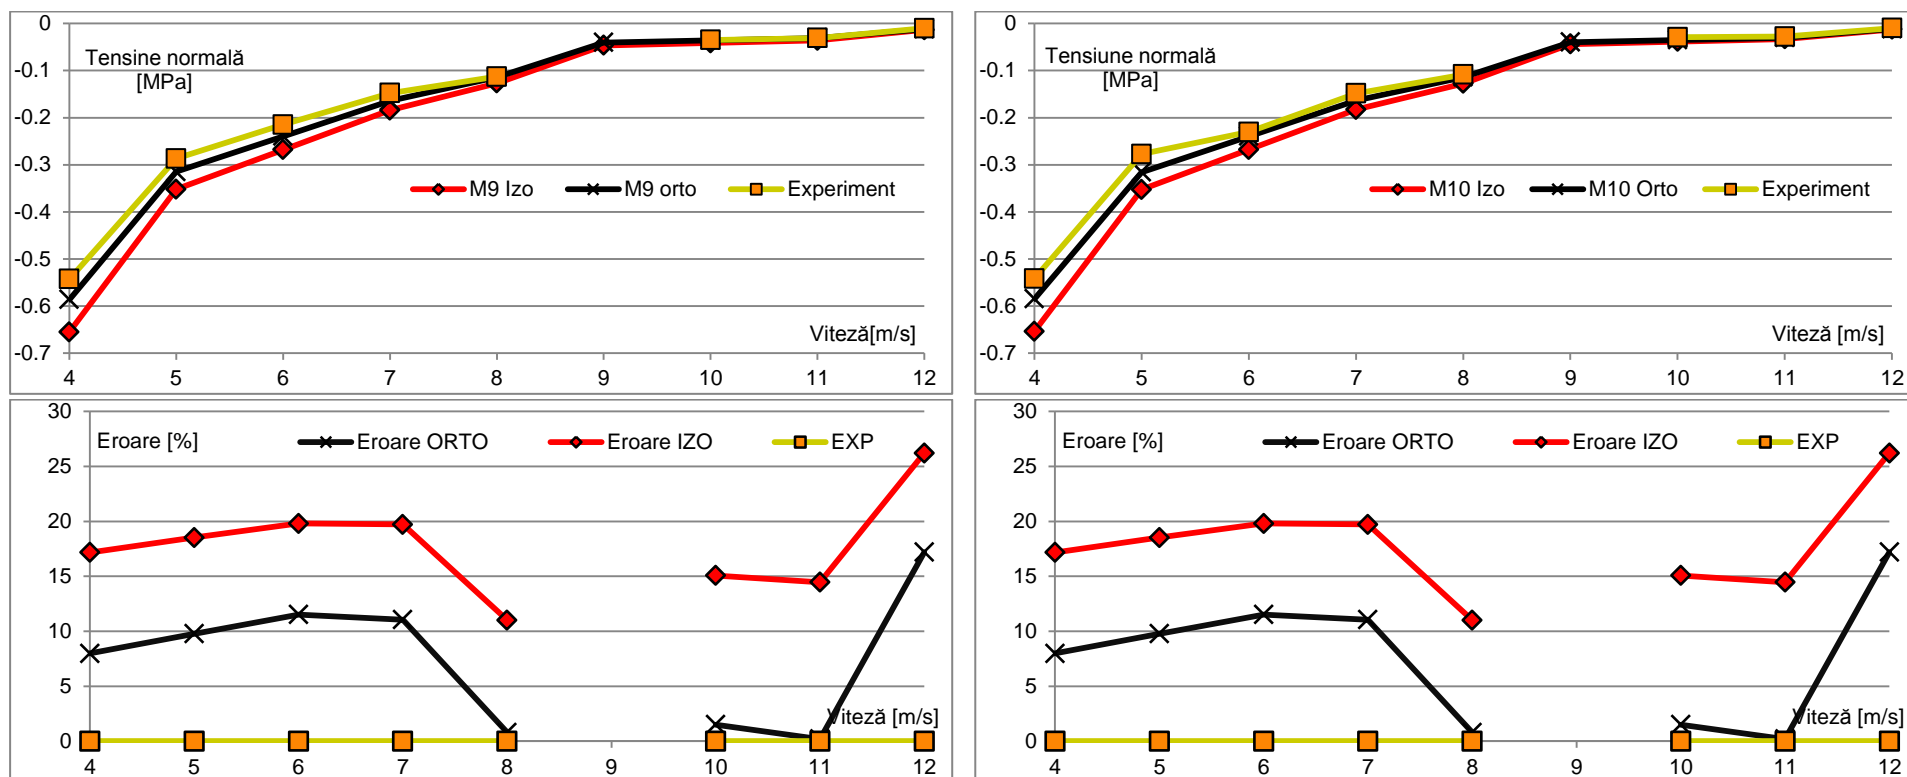 0
-0.1
-0.2
-0.3
-0.4
-0.5
-0.6
-0.7
Tensine normală
[MPa]
M9 Izo M9 orto Experiment
Viteză[m/s]
4 5 6 7 8 9 10 11 12
0
-0.1
-0.2
-0.3
-0.4
-0.5
-0.6
-0.7
Tensiune normală
[MPa]
M10 Izo M10 Orto Experiment
Viteză [m/s]
4 5 6 7 8 9 10 11 12
30
25
20
15
10
5
0
Eroare [%] Eroare ORTO Eroare IZO EXP
Viteză [m/s]
4 5 6 7 8 9 10 11 12
30
25
20
15
10
5
0
Eroare [%] Eroare ORTO Eroare IZO EXP
Viteză [m/s]
4 5 6 7 8 9 10 11 12